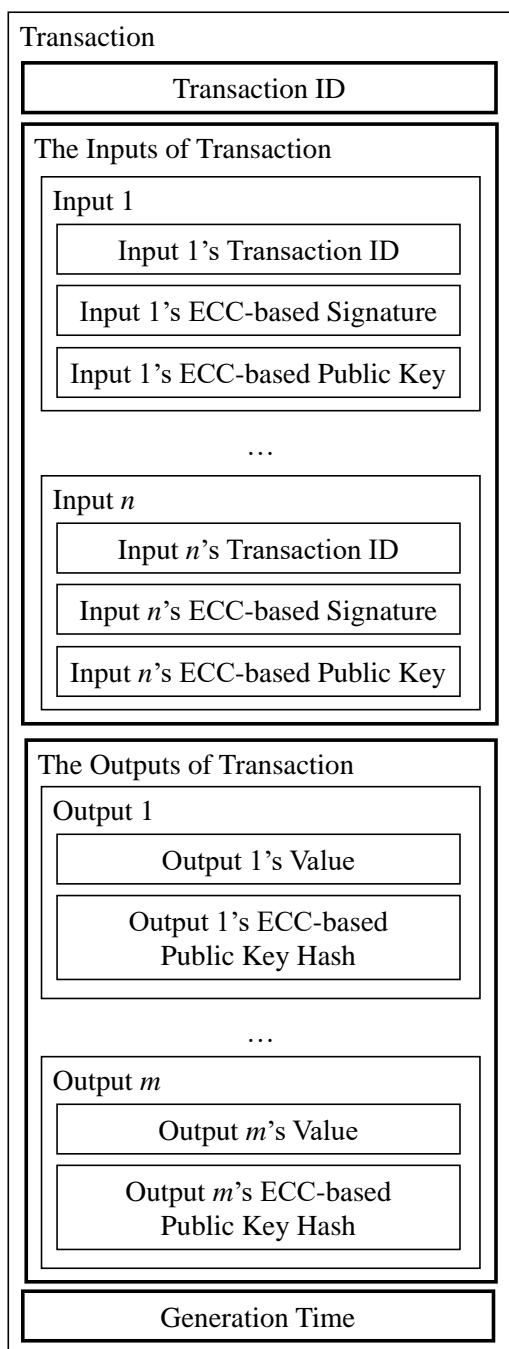 Transaction
Transaction ID
The Inputs of Transaction
Input 1
Input 1’s Transaction ID
Input 1’s ECC-based Signature
Input 1’s ECC-based Public Key
…
Input n
Input n’s Transaction ID
Input n’s ECC-based Signature
Input n’s ECC-based Public Key
The Outputs of Transaction
Output 1
Output 1’s Value
Output 1’s ECC-based
Public Key Hash
…
Output m
Output m’s Value
Output m’s ECC-based
Public Key Hash
Generation Time